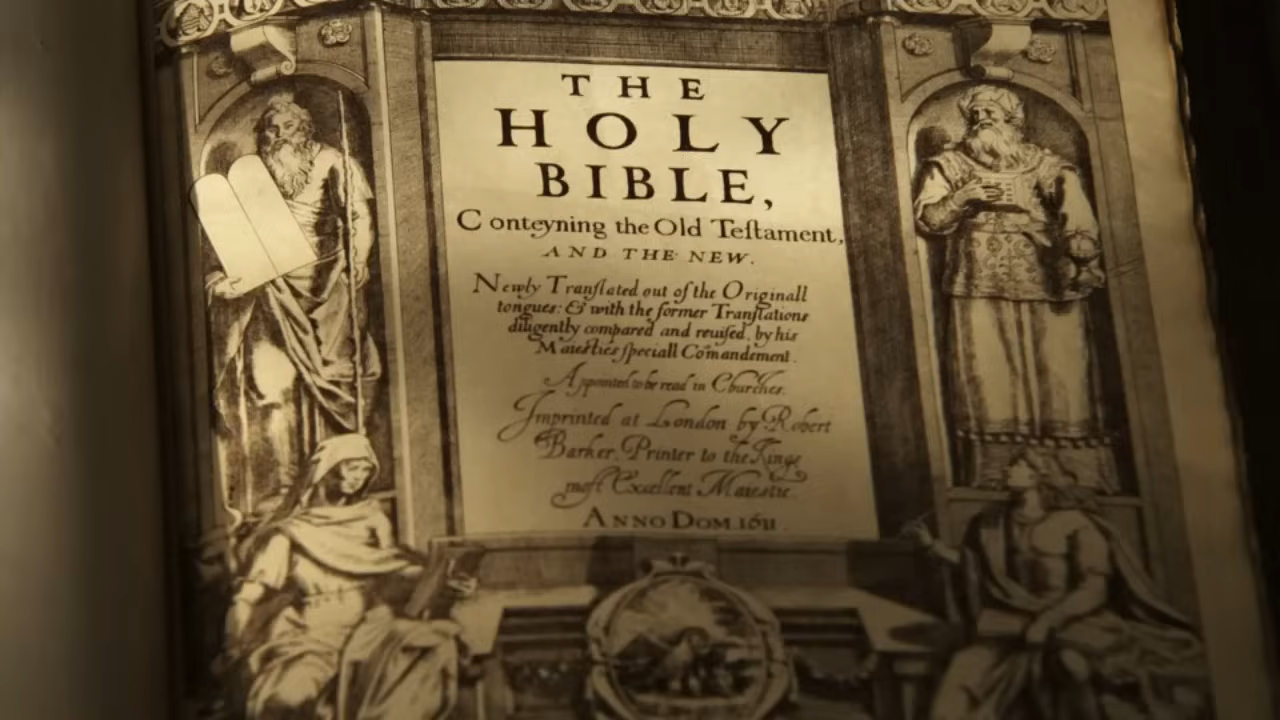 THE
HOLY
BIBLE,
Conteyning the Old Teſtament,
AND THE NEW.
Newly Tranſlated out of the Originall
tongues: & with the former Tranſlations
diligently compared and reuiſed, by his
Maieſties ſpeciall Comandement.
Appointed to be read in Churches.
Imprinted at London by Robert
Barker, Printer to the Kings
moſt Excellent Maieſtie.
ANNO DOM. 1611